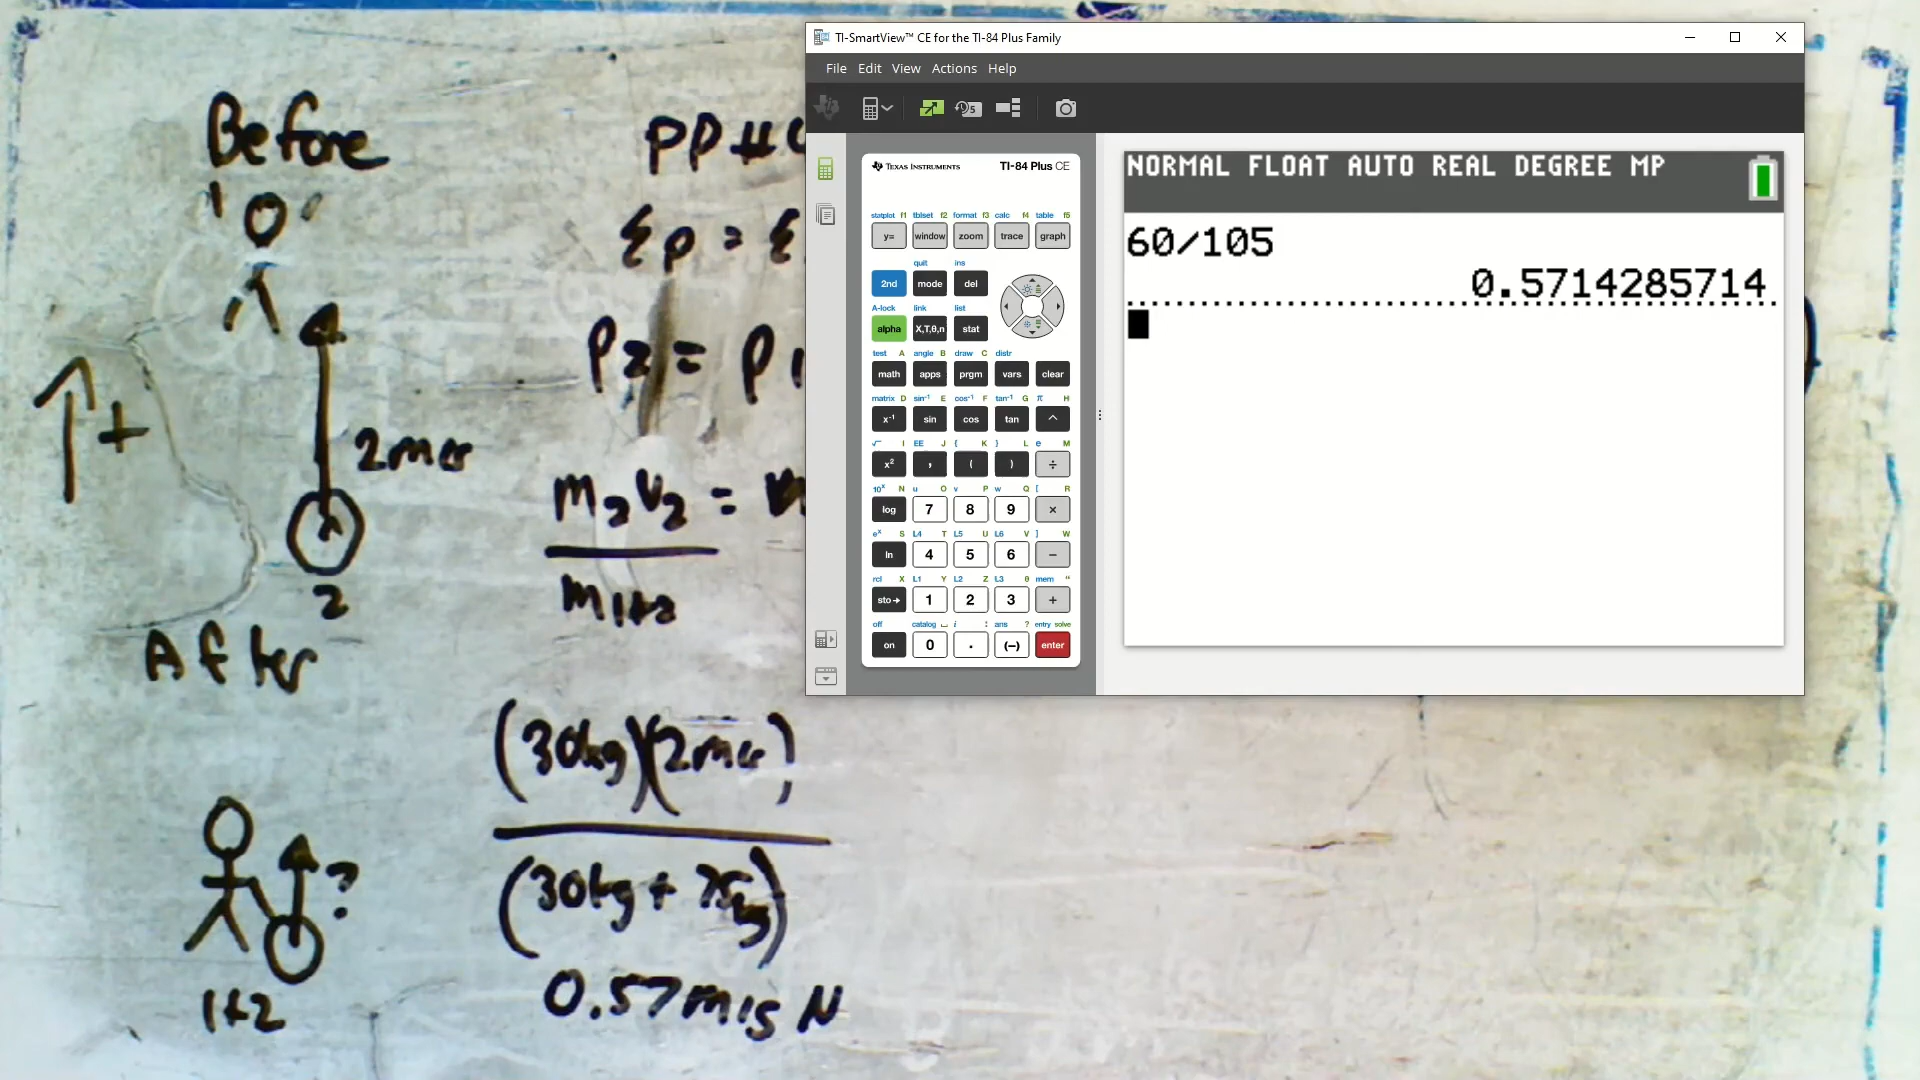 Before
1
2m/s
+
2
After
?
1+2
PP #
Σp = Σ
P2 = P1
m2v2 =
m1+2
(30kg)(2m/s)
(30kg + 75kg)
0.57m/s N
TI-SmartView™ CE for the TI-84 Plus Family
File Edit View Actions Help
TEXAS INSTRUMENTS TI-84 Plus CE
statplot f1 tblset f2 format f3 calc f4 table f5
y= window zoom trace graph
quit ins
2nd mode del
A-lock link list
alpha X,T,θ,n stat
test A angle B draw C distr
math apps prgm vars clear
matrix D sin⁻¹ E cos⁻¹ F tan⁻¹ G π H
x⁻¹ sin cos tan ^
√ I EE J { K } L e M
x² , ( ) ÷
10ˣ N u O v P w Q [ R
log 7 8 9 ×
eˣ S L4 T L5 U L6 V ] W
ln 4 5 6 −
rcl X L1 Y L2 Z L3 θ mem "
sto→ 1 2 3 +
off catalog ⎵ i : ans ? entry solve
on 0 . (−) enter
NORMAL FLOAT AUTO REAL DEGREE MP
60/105
0.5714285714